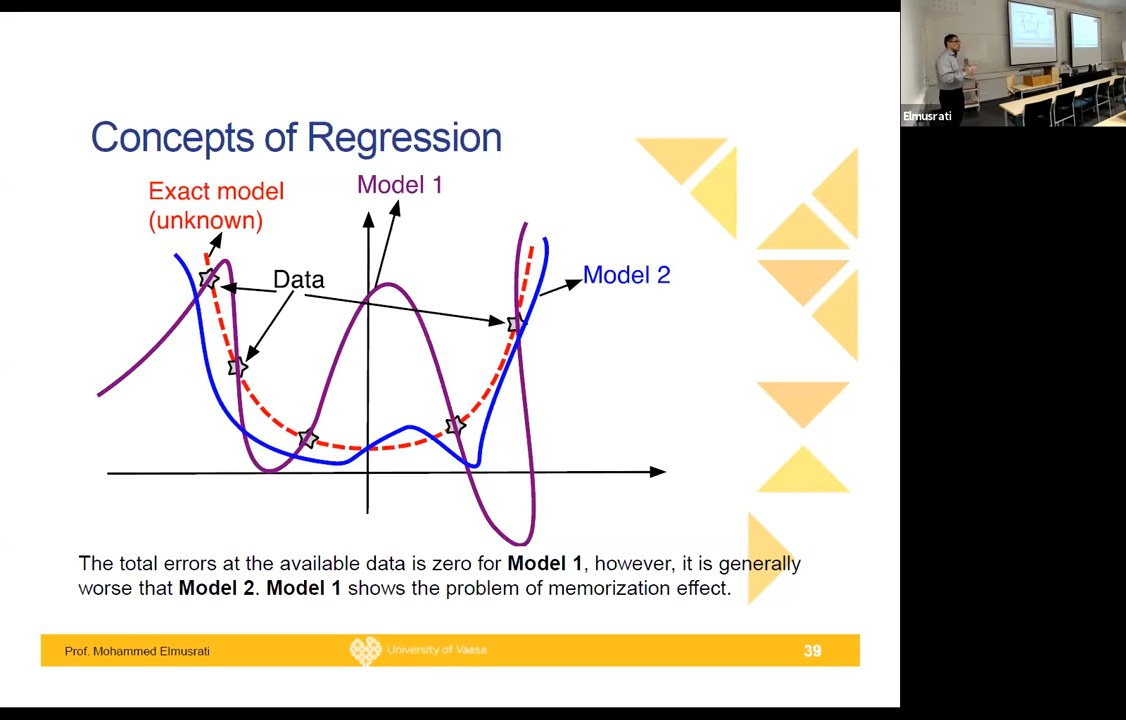 Elmusrati
Concepts of Regression
Exact model
(unknown)
Model 1
Data
Model 2
The total errors at the available data is zero for Model 1, however, it is generally
worse that Model 2. Model 1 shows the problem of memorization effect.
Prof. Mohammed Elmusrati
University of Vaasa
39